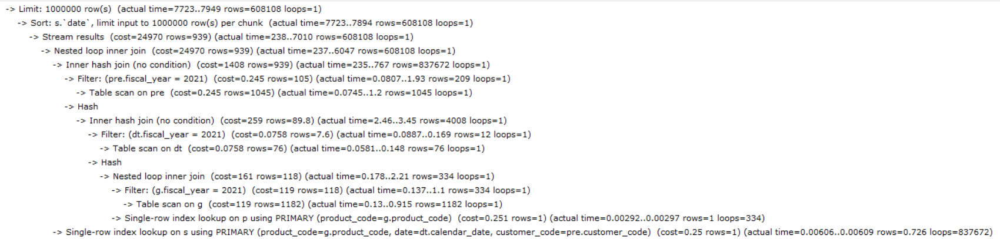 -> Limit: 1000000 row(s)  (actual time=7723..7949 rows=608108 loops=1)
-> Sort: s.`date`, limit input to 1000000 row(s) per chunk  (actual time=7723..7894 rows=608108 loops=1)
-> Stream results  (cost=24970 rows=939) (actual time=238..7010 rows=608108 loops=1)
-> Nested loop inner join  (cost=24970 rows=939) (actual time=237..6047 rows=608108 loops=1)
-> Inner hash join (no condition)  (cost=1408 rows=939) (actual time=235..767 rows=837672 loops=1)
-> Filter: (pre.fiscal_year = 2021)  (cost=0.245 rows=105) (actual time=0.0807..1.93 rows=209 loops=1)
-> Table scan on pre  (cost=0.245 rows=1045) (actual time=0.0745..1.2 rows=1045 loops=1)
-> Hash
-> Inner hash join (no condition)  (cost=259 rows=89.8) (actual time=2.46..3.45 rows=4008 loops=1)
-> Filter: (dt.fiscal_year = 2021)  (cost=0.0758 rows=7.6) (actual time=0.0887..0.169 rows=12 loops=1)
-> Table scan on dt  (cost=0.0758 rows=76) (actual time=0.0581..0.148 rows=76 loops=1)
-> Hash
-> Nested loop inner join  (cost=161 rows=118) (actual time=0.178..2.21 rows=334 loops=1)
-> Filter: (g.fiscal_year = 2021)  (cost=119 rows=118) (actual time=0.137..1.1 rows=334 loops=1)
-> Table scan on g  (cost=119 rows=1182) (actual time=0.13..0.915 rows=1182 loops=1)
-> Single-row index lookup on p using PRIMARY (product_code=g.product_code)  (cost=0.251 rows=1) (actual time=0.00292..0.00297 rows=1 loops=334)
-> Single-row index lookup on s using PRIMARY (product_code=g.product_code, date=dt.calendar_date, customer_code=pre.customer_code)  (cost=0.25 rows=1) (actual time=0.00606..0.00609 rows=0.726 loops=837672)